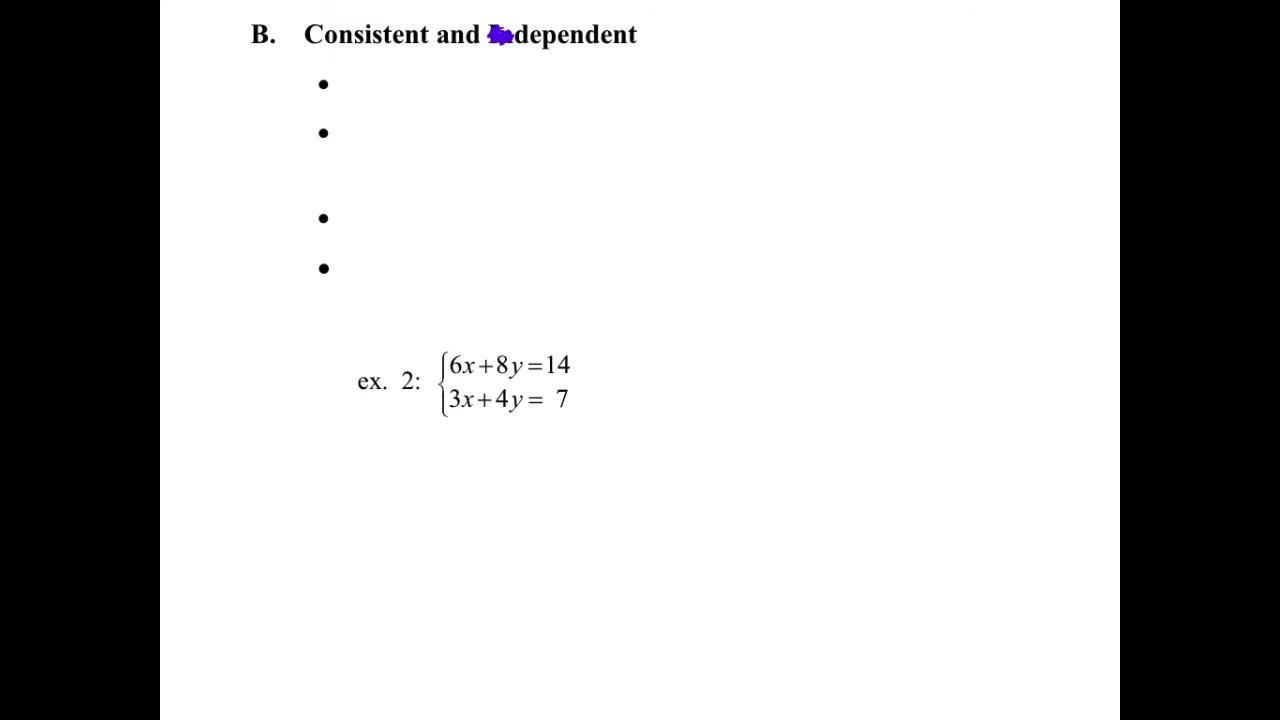 B. Consistent and dependent
•
•
•
•
ex. 2: {6x+8y=14
3x+4y= 7